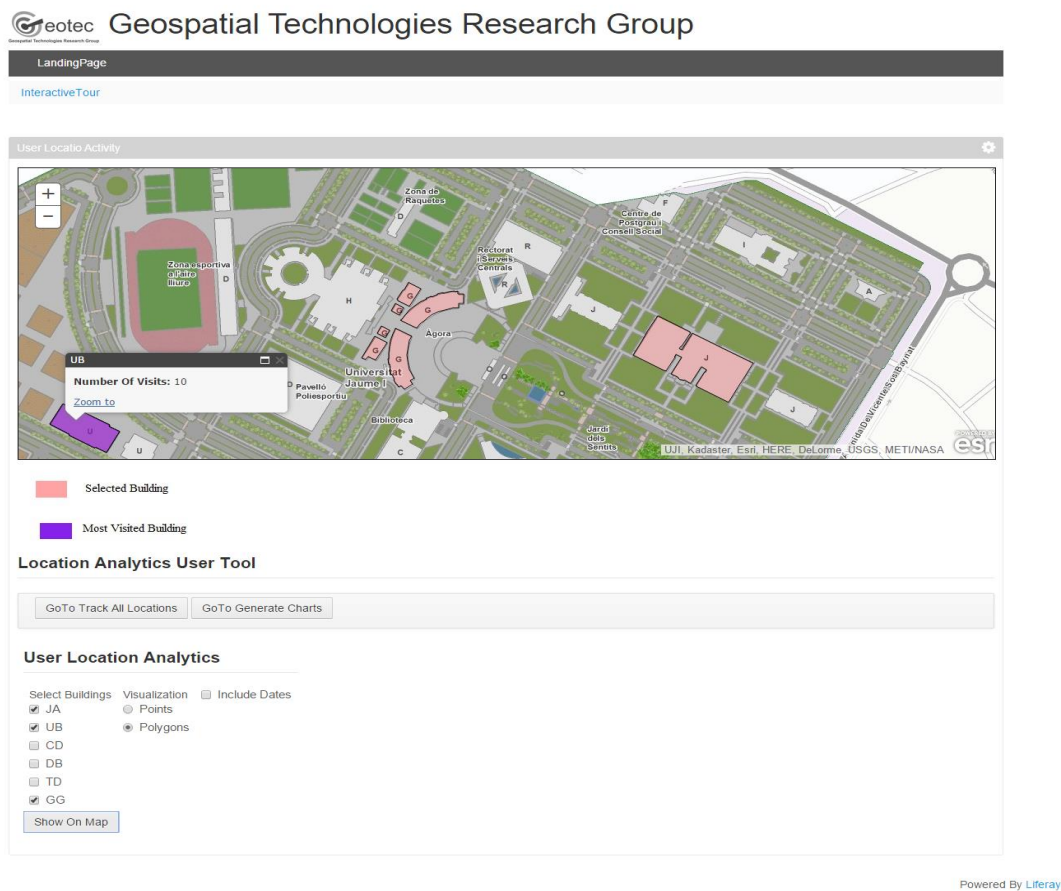 Geotec Geospatial Technologies Research Group
Geospatial Technologies Research Group
LandingPage
InteractiveTour
User Locatio Activity
+
−
Zona de
Raquetes
D
F
Centre de
Postgrau i
Consell Social
I
Rectorat
i Serveis
Centrals
R
R
Zona esportiva
a l'aire
lliure
D
H
A
G
G
G
G
G
G
J
Agora
J
UB
Number Of Visits: 10
Zoom to
Universitat
Jaume I
D
Pavelló
Poliesportiu
O
O
O
J
U
U
Biblioteca
C
Jardí
dels
Sentits
UJI, Kadaster, Esri, HERE, DeLorme, USGS, METI/NASA
esri
Selected Building
Most Visited Building
Location Analytics User Tool
GoTo Track All Locations
GoTo Generate Charts
User Location Analytics
Select Buildings Visualization Include Dates
JA Points
UB Polygons
CD
DB
TD
GG
Show On Map
Powered By Liferay